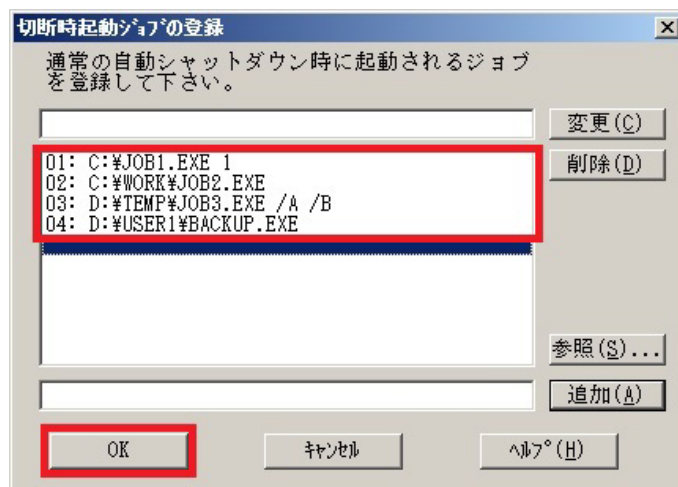 切断時起動ｼﾞｮﾌﾞの登録
通常の自動シャットダウン時に起動されるジョブ
を登録して下さい。
変更(C)
01: C:¥JOB1.EXE 1
02: C:¥WORK¥JOB2.EXE
03: D:¥TEMP¥JOB3.EXE /A /B
04: D:¥USER1¥BACKUP.EXE
削除(D)
参照(S)...
追加(A)
OK
ｷｬﾝｾﾙ
ﾍﾙﾌﾟ(H)